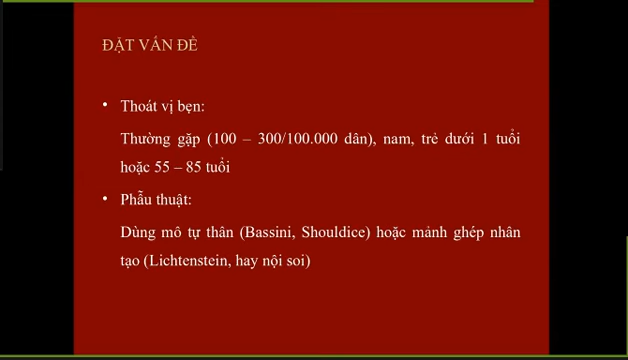 ĐẶT VẤN ĐỀ
• Thoát vị bẹn:
Thường gặp (100 – 300/100.000 dân), nam, trẻ dưới 1 tuổi
hoặc 55 – 85 tuổi
• Phẫu thuật:
Dùng mô tự thân (Bassini, Shouldice) hoặc mảnh ghép nhân
tạo (Lichtenstein, hay nội soi)